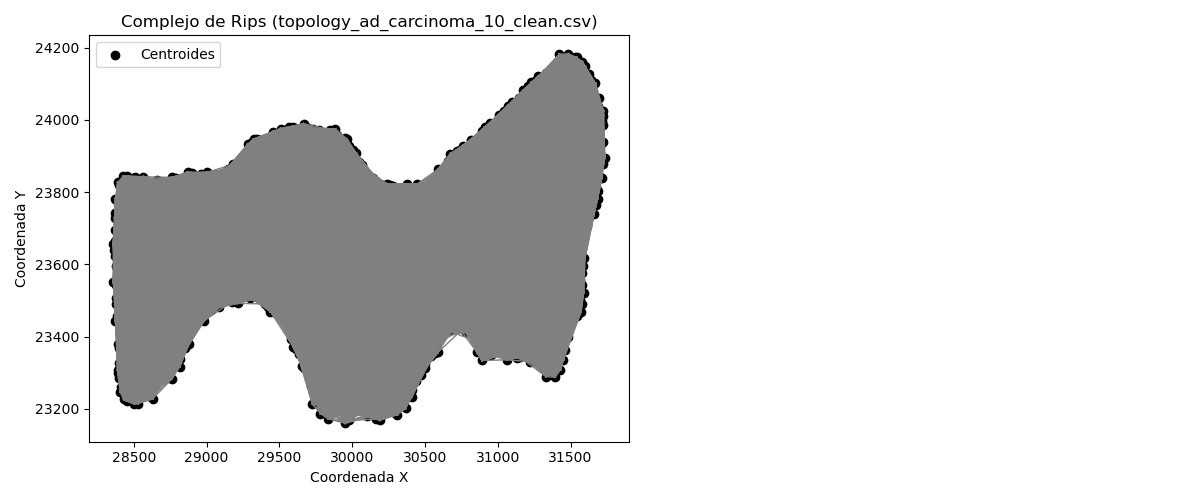 Complejo de Rips (topology_ad_carcinoma_10_clean.csv)
Centroides
24200
24000
23800
23600
23400
23200
Coordenada Y
28500 29000 29500 30000 30500 31000 31500
Coordenada X